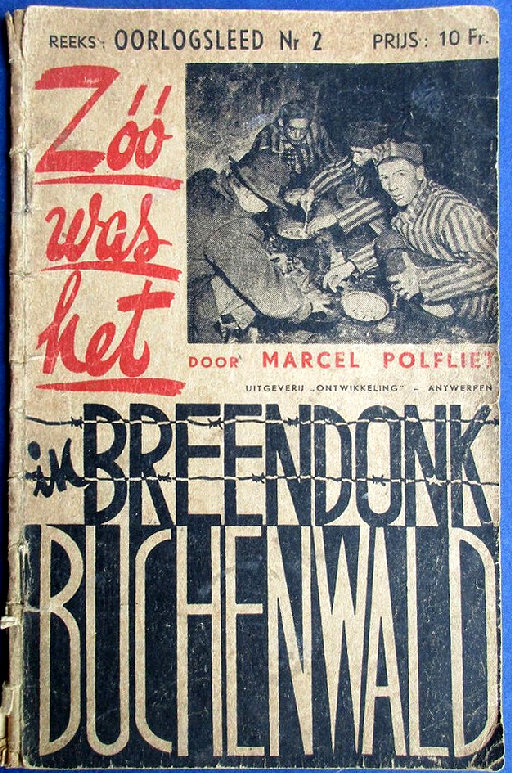 REEKS: OORLOGSLEED Nr 2 PRIJS: 10 Fr.
Zóó
was
het
DOOR MARCEL POLFLIET
UITGEVERIJ „ONTWIKKELING" - ANTWERPEN
in BREENDONK
BUCHENWALD